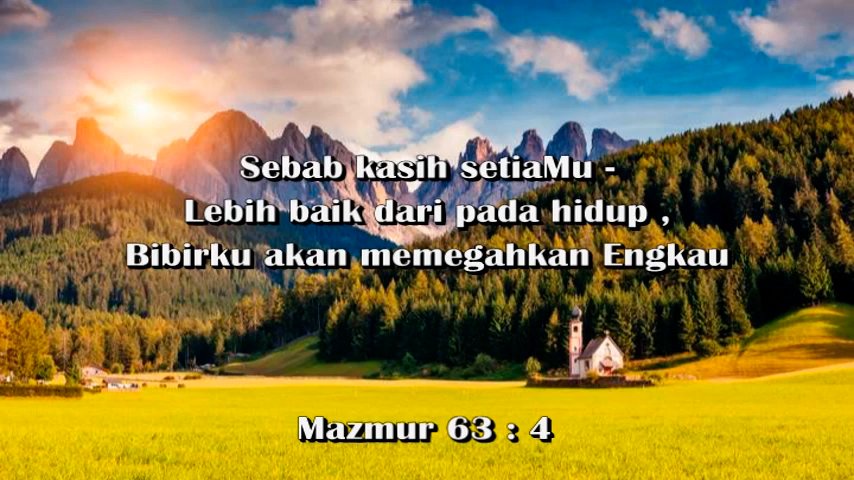 Sebab kasih setiaMu -
Lebih baik dari pada hidup ,
Bibirku akan memegahkan Engkau
Mazmur 63 : 4